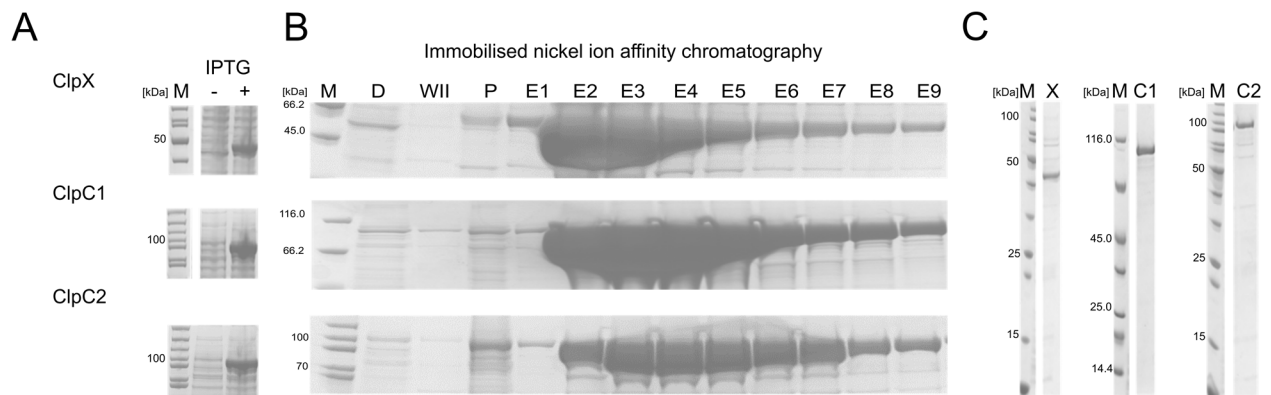 A
ClpX
IPTG
[kDa] M - +
50
ClpC1
100
ClpC2
100
B
Immobilised nickel ion affinity chromatography
[kDa] M D WII P E1 E2 E3 E4 E5 E6 E7 E8 E9
66.2
45.0
116.0
66.2
100
70
C
[kDa] M X
100
50
25
15
[kDa] M C1
116.0
45.0
25.0
14.4
[kDa] M C2
100
50
25
15